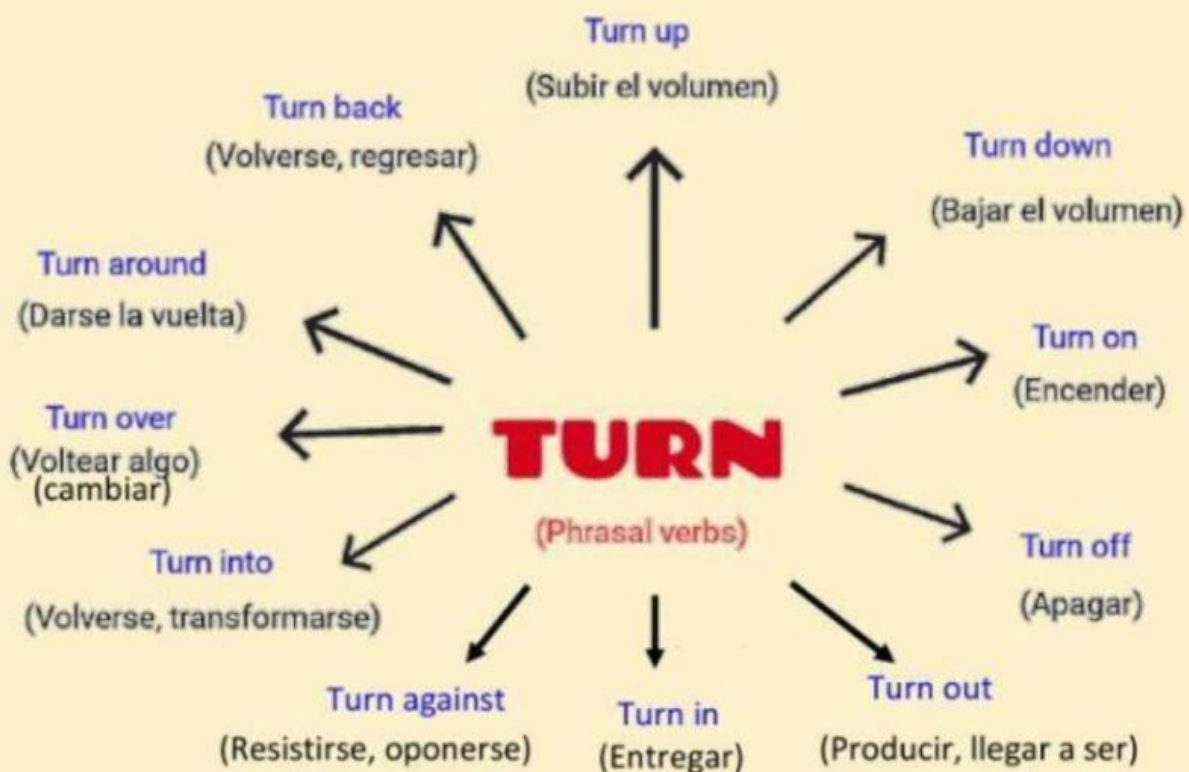 Turn up
(Subir el volumen)
Turn back
(Volverse, regresar)
Turn down
(Bajar el volumen)
Turn around
(Darse la vuelta)
Turn on
(Encender)
Turn over
(Voltear algo)
(cambiar)
TURN
(Phrasal verbs)
Turn into
(Volverse, transformarse)
Turn off
(Apagar)
Turn against
(Resistirse, oponerse)
Turn in
(Entregar)
Turn out
(Producir, llegar a ser)